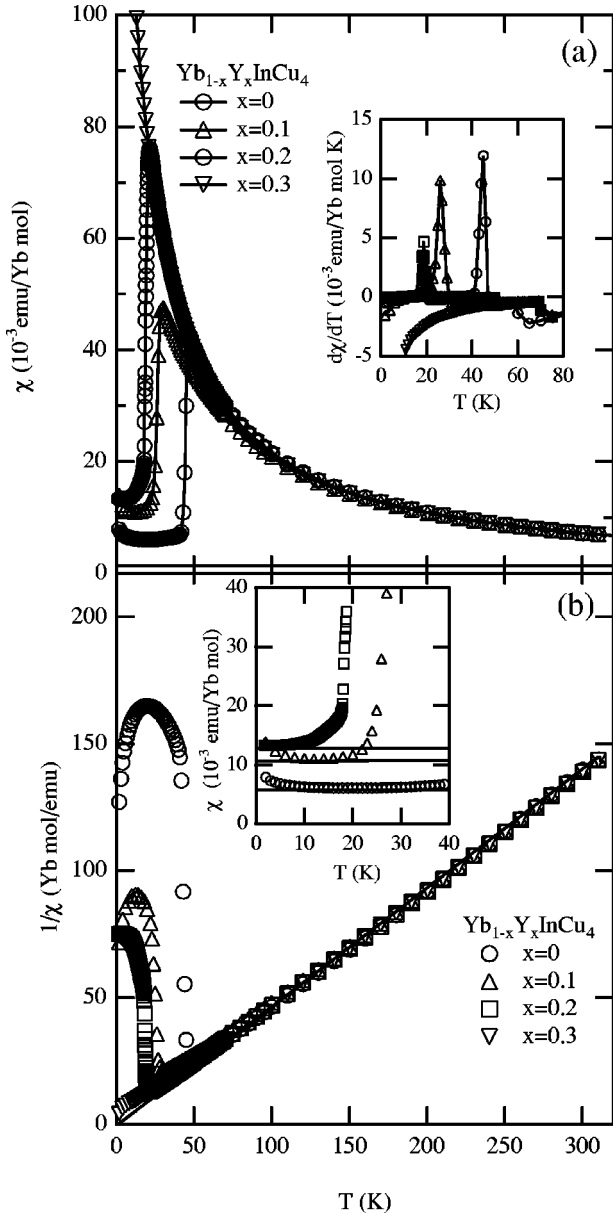 (a)
Yb1-xYxInCu4
x=0
x=0.1
x=0.2
x=0.3
χ (10-3 emu/Yb mol)
100
80
60
40
20
0
dχ/dT (10-3emu/Yb mol K)
15
10
5
0
-5
0 20 40 60 80
T (K)
(b)
1/χ (Yb mol/emu)
200
150
100
50
0
χ (10-3 emu/Yb mol)
40
30
20
10
0
0 10 20 30 40
T (K)
Yb1-xYxInCu4
x=0
x=0.1
x=0.2
x=0.3
0 50 100 150 200 250 300
T (K)